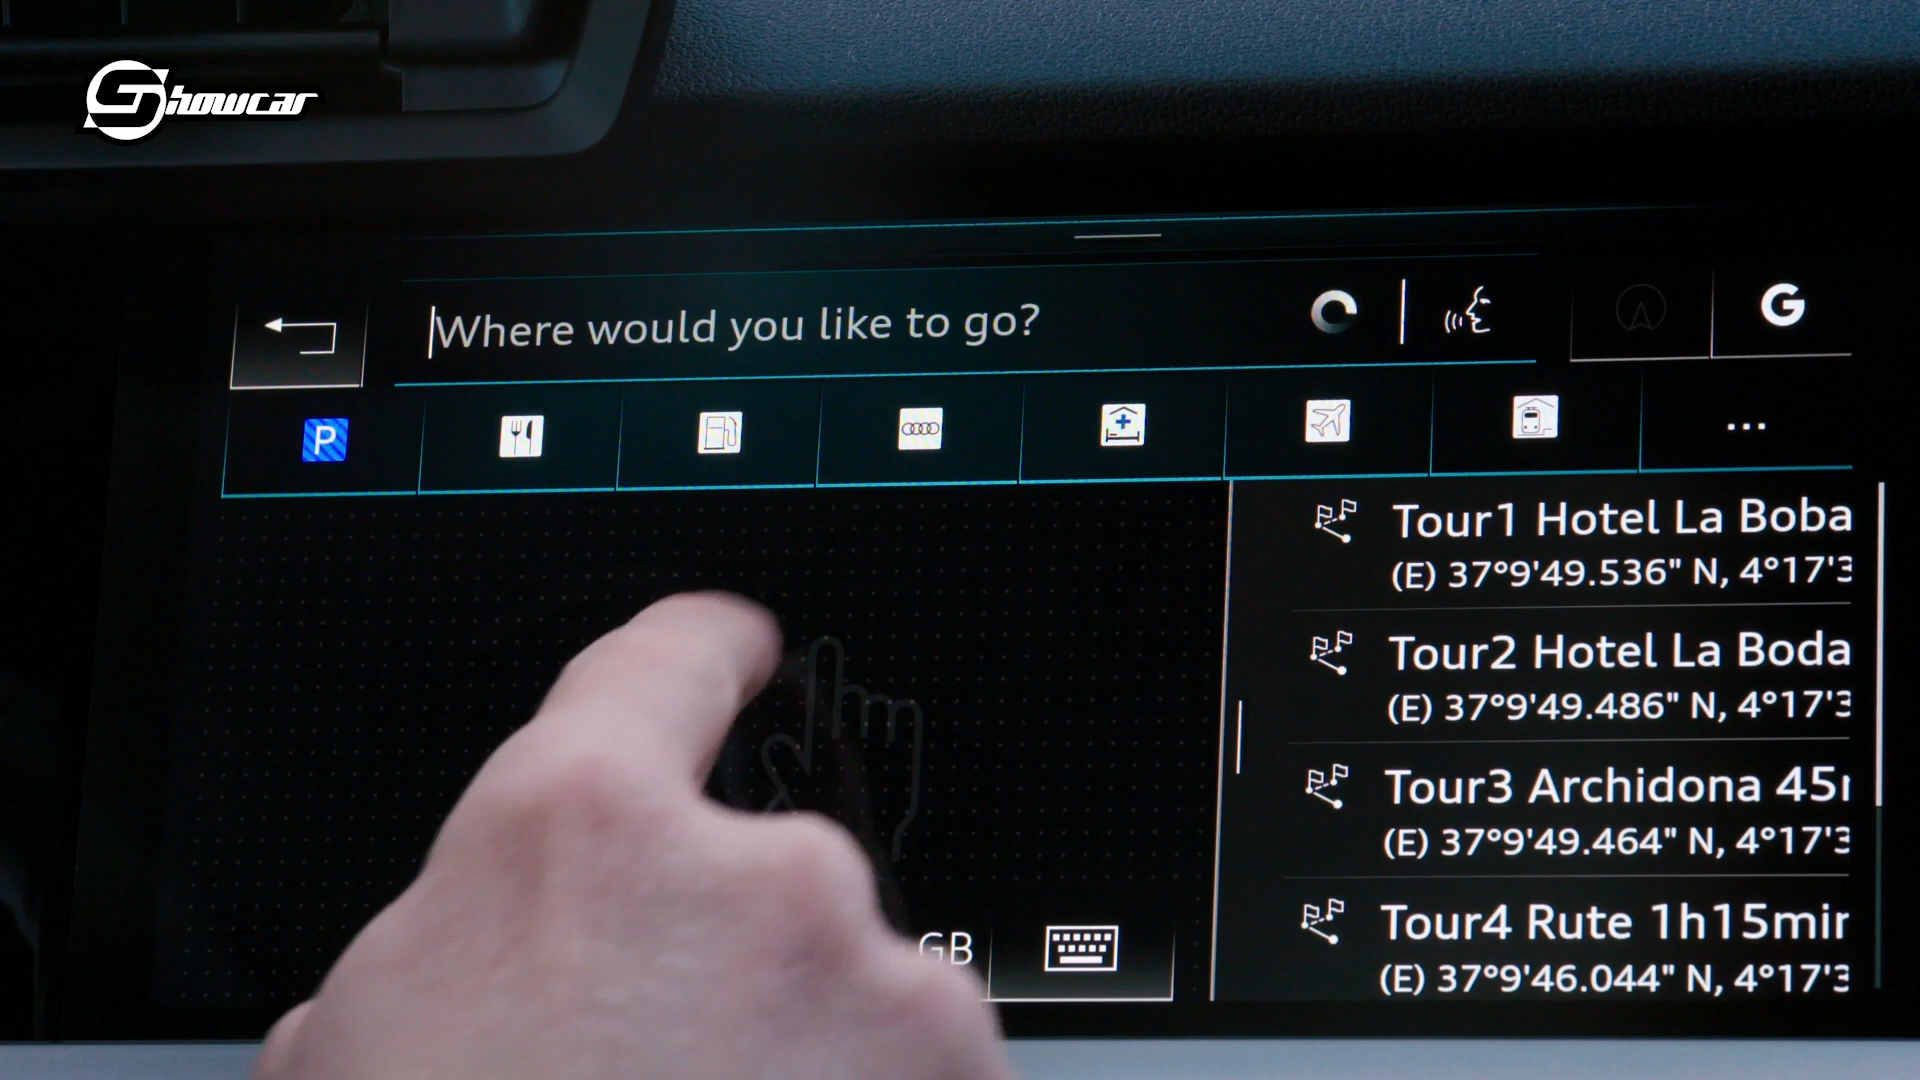 Showcar
Where would you like to go?
G
P
...
Tour1 Hotel La Boba
(E) 37°9'49.536" N, 4°17'3
Tour2 Hotel La Boda
(E) 37°9'49.486" N, 4°17'3
Tour3 Archidona 45
(E) 37°9'49.464" N, 4°17'3
Tour4 Rute 1h15min
(E) 37°9'46.044" N, 4°17'3
GB